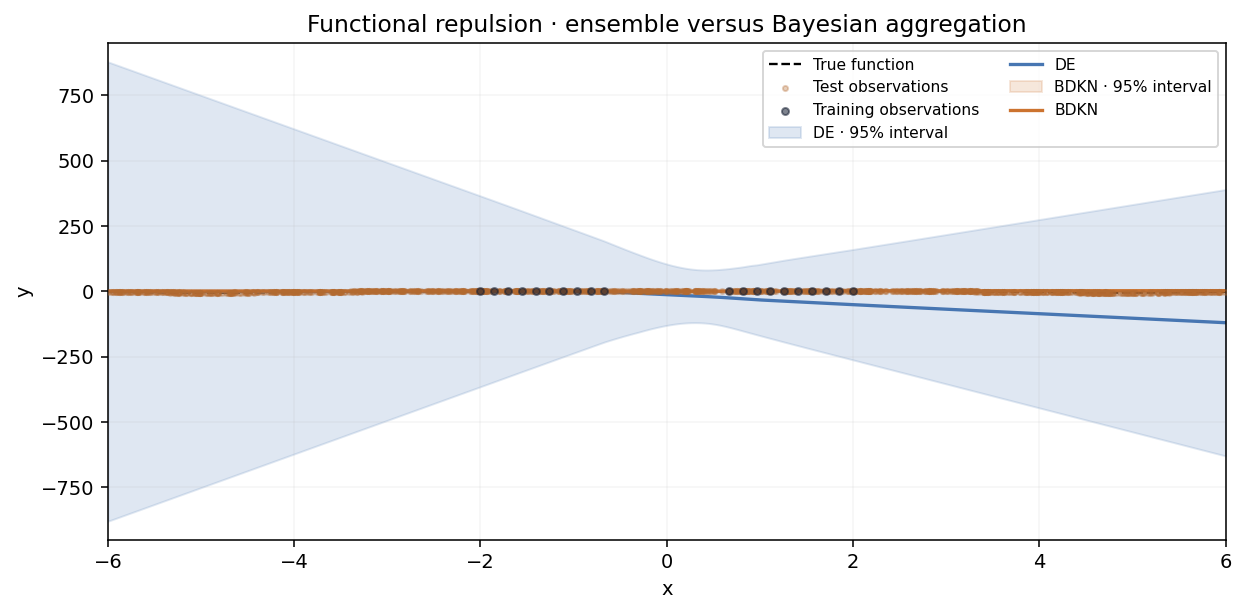 Functional repulsion · ensemble versus Bayesian aggregation
True function
Test observations
Training observations
DE · 95% interval
DE
BDKN · 95% interval
BDKN
y
750
500
250
0
−250
−500
−750
−6
−4
−2
0
2
4
6
x